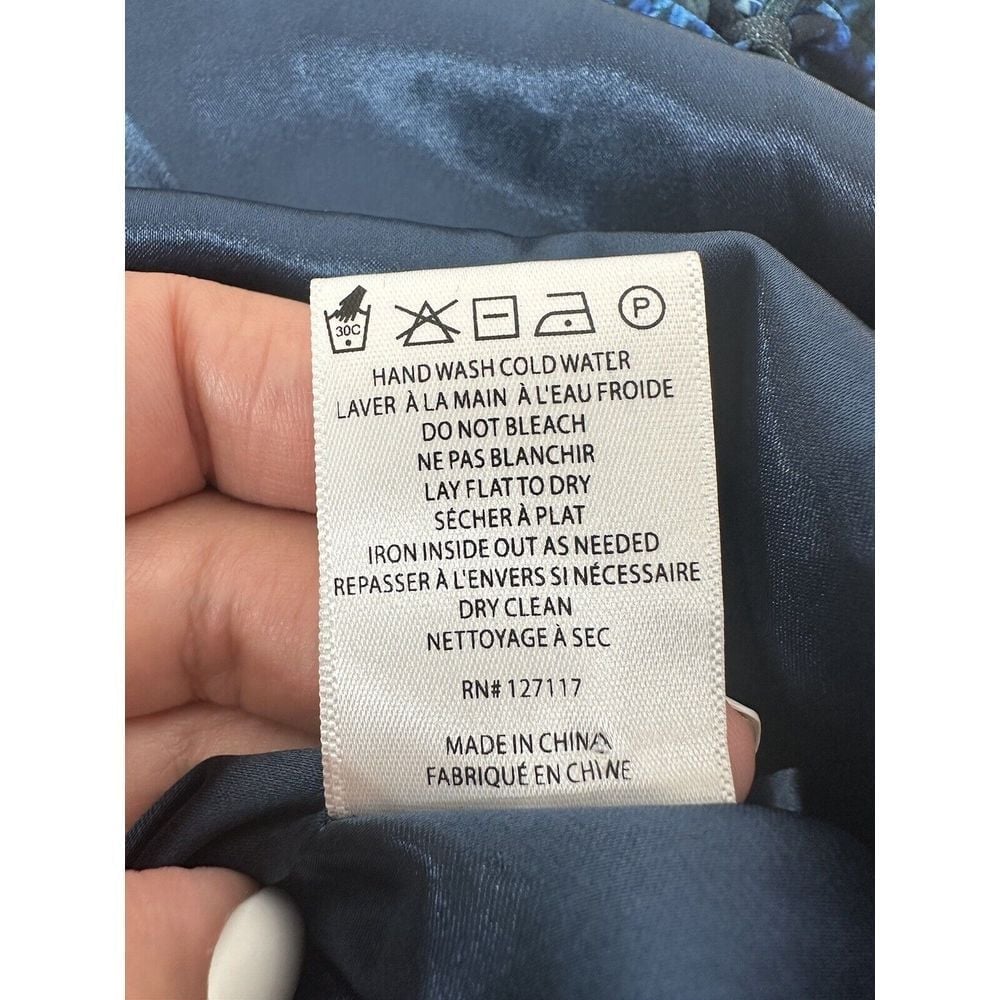 30C
P
HAND WASH COLD WATER
LAVER À LA MAIN À L'EAU FROIDE
DO NOT BLEACH
NE PAS BLANCHIR
LAY FLAT TO DRY
SÉCHER À PLAT
IRON INSIDE OUT AS NEEDED
REPASSER À L'ENVERS SI NÉCESSAIRE
DRY CLEAN
NETTOYAGE À SEC
RN# 127117
MADE IN CHINA
FABRIQUÉ EN CHINE